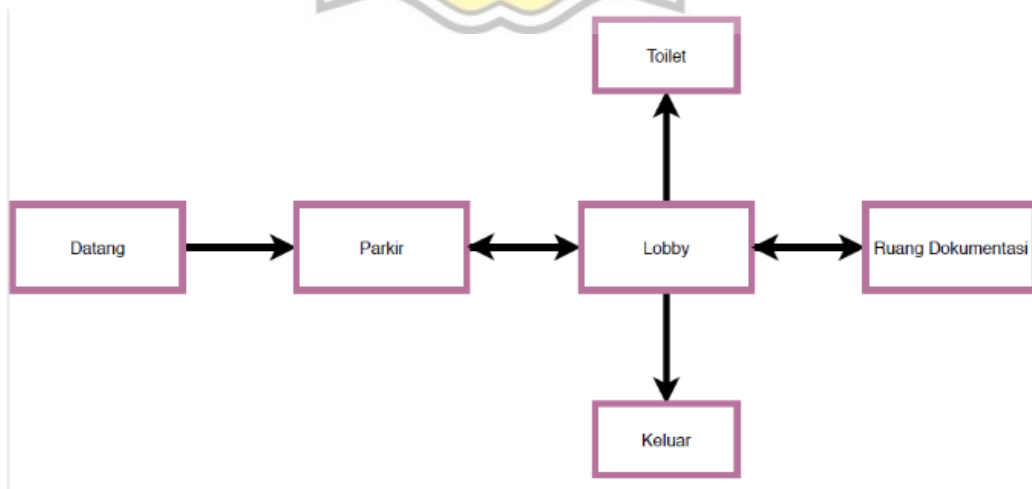 Toilet
Datang
Parkir
Lobby
Ruang Dokumentasi
Keluar